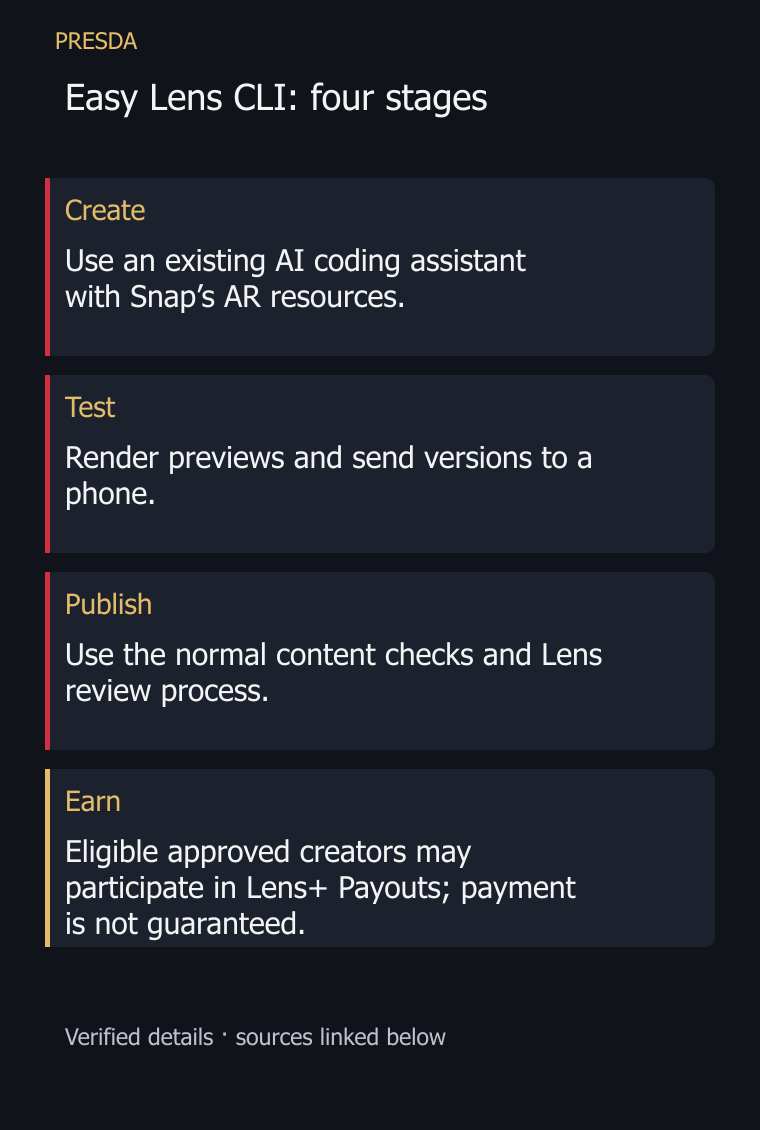 PRESDA
Easy Lens CLI: four stages
Create
Use an existing AI coding assistant
with Snap’s AR resources.
Test
Render previews and send versions to a
phone.
Publish
Use the normal content checks and Lens
review process.
Earn
Eligible approved creators may
participate in Lens+ Payouts; payment
is not guaranteed.
Verified details · sources linked below